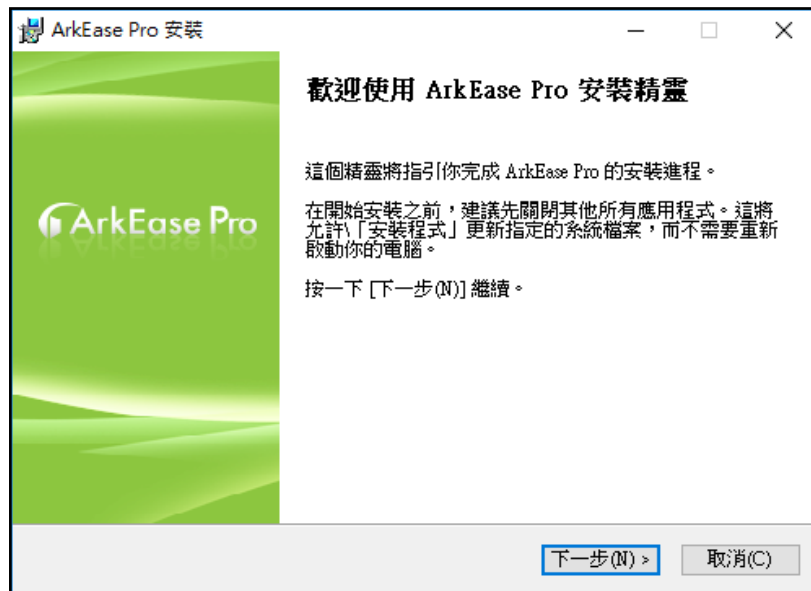 ArkEase Pro 安裝
歡迎使用 ArkEase Pro 安裝精靈
這個精靈將指引你完成 ArkEase Pro 的安裝進程。
在開始安裝之前，建議先關閉其他所有應用程式。這將
允許\「安裝程式」更新指定的系統檔案，而不需要重新
啟動你的電腦。
按一下 [下一步(N)] 繼續。
ArkEase Pro
下一步(N) >
取消(C)